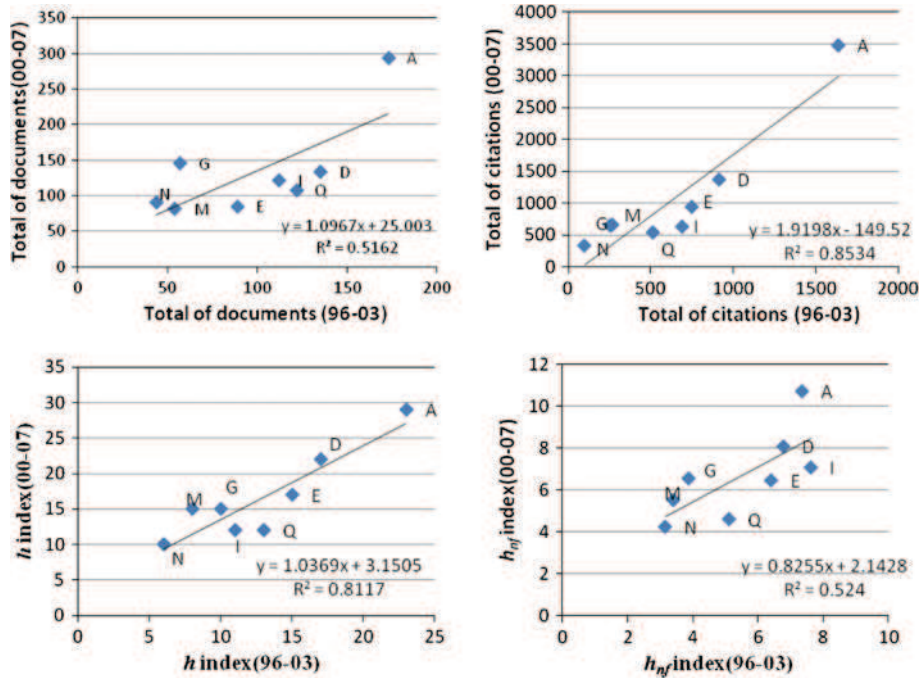 350
300
250
200
150
100
50
0
Total of documents(00-07)
A
G
N
M
E
I
Q
D
y = 1.0967x + 25.003
R² = 0.5162
0 50 100 150 200
Total of documents (96-03)
4000
3500
3000
2500
2000
1500
1000
500
0
Total of citations (00-07)
A
D
E
G
M
I
N
Q
y = 1.9198x - 149.52
R² = 0.8534
0 500 1000 1500 2000
Total of citations (96-03)
35
30
25
20
15
10
5
0
h index(00-07)
A
D
G
M
E
I
Q
N
y = 1.0369x + 3.1505
R² = 0.8117
0 5 10 15 20 25
h index(96-03)
12
10
8
6
4
2
0
hnf index(00-07)
A
D
I
G
E
M
N
Q
y = 0.8255x + 2.1428
R² = 0.524
0 2 4 6 8 10
hnf index(96-03)